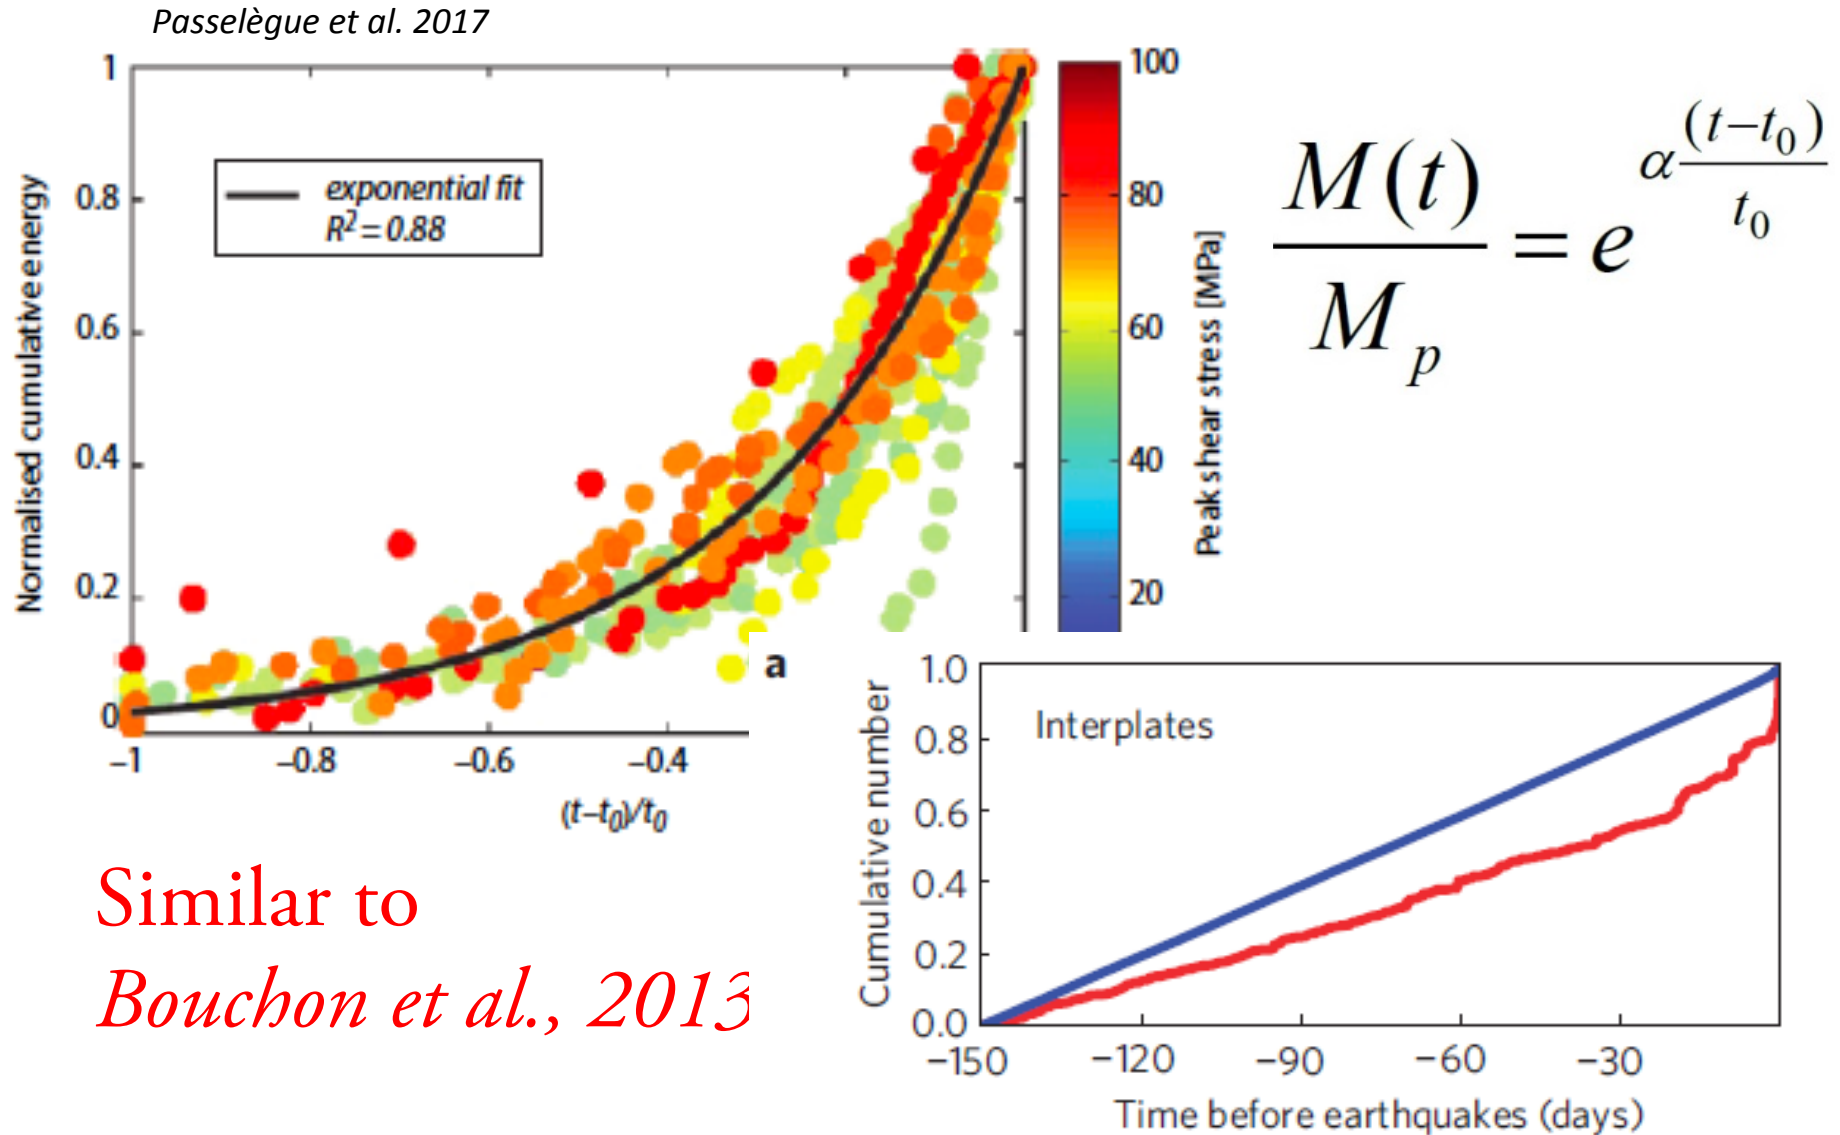 Passelègue et al. 2017
1
0.8
0.6
0.4
0.2
0
Normalised cumulative energy
exponential fit
R² = 0.88
−1
−0.8
−0.6
−0.4
(t−t₀)/t₀
100
80
60
40
20
Peak shear stress [MPa]
M(t)/M_p = e^{α (t−t₀)/t₀}
Similar to
Bouchon et al., 2013
a
Interplates
1.0
0.8
0.6
0.4
0.2
0.0
Cumulative number
−150
−120
−90
−60
−30
Time before earthquakes (days)